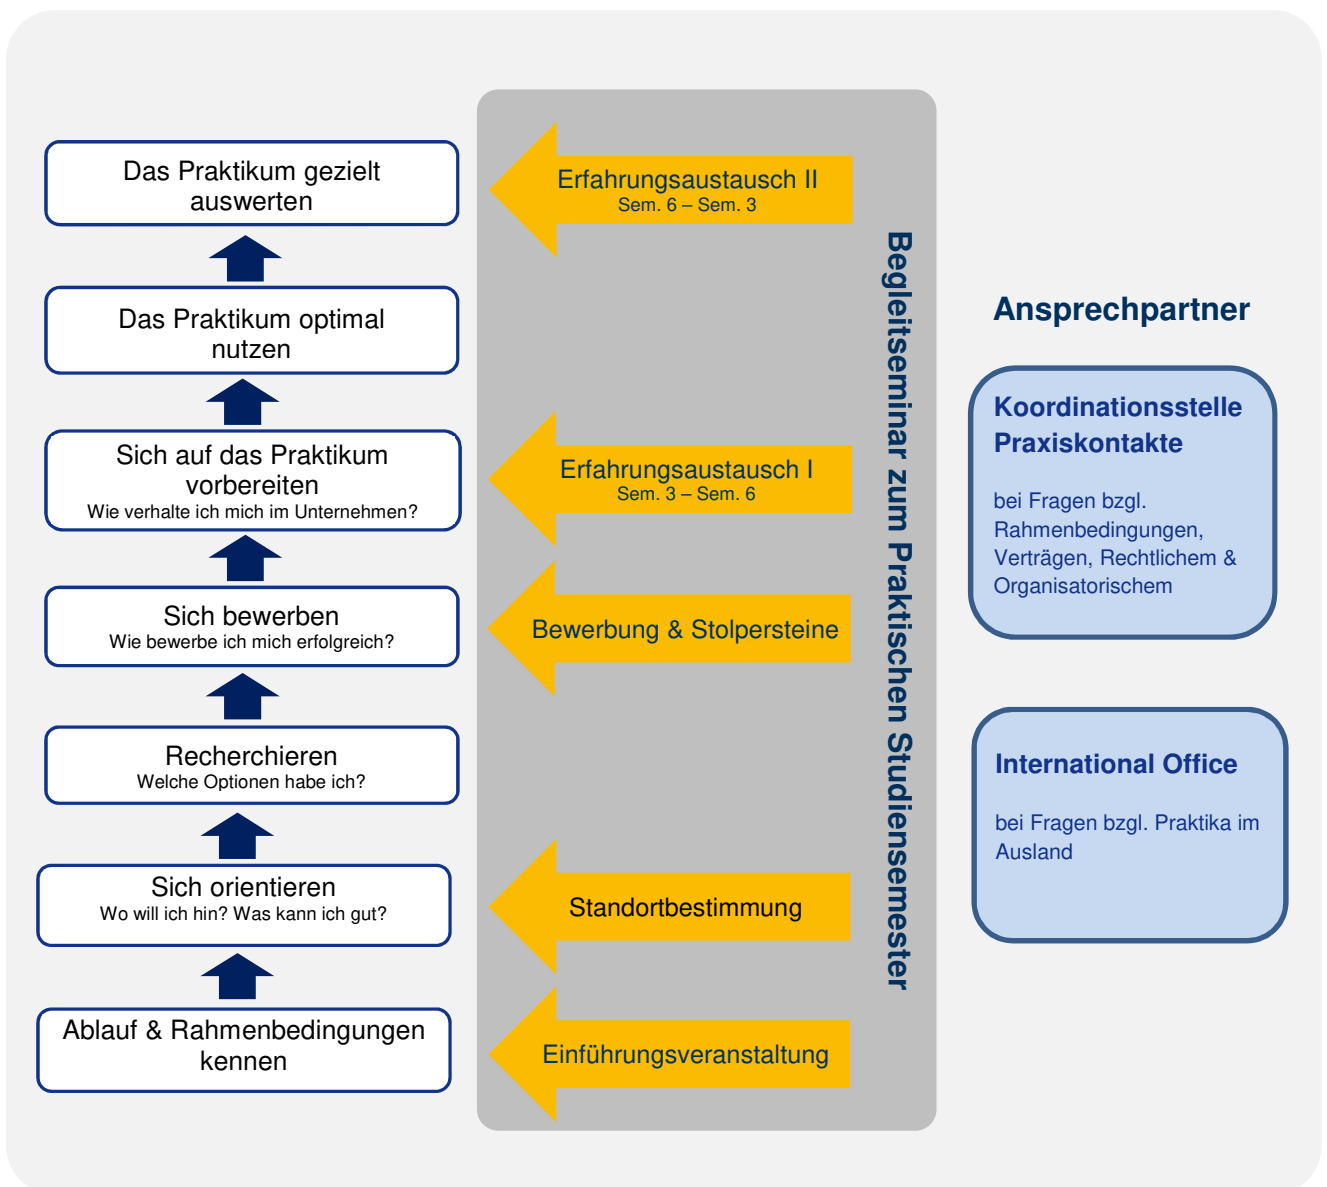 Das Praktikum gezielt
auswerten
Das Praktikum optimal
nutzen
Sich auf das Praktikum
vorbereiten
Wie verhalte ich mich im Unternehmen?
Sich bewerben
Wie bewerbe ich mich erfolgreich?
Recherchieren
Welche Optionen habe ich?
Sich orientieren
Wo will ich hin? Was kann ich gut?
Ablauf & Rahmenbedingungen
kennen
Erfahrungsaustausch II
Sem. 6 – Sem. 3
Erfahrungsaustausch I
Sem. 3 – Sem. 6
Bewerbung & Stolpersteine
Standortbestimmung
Einführungsveranstaltung
Begleitseminar zum Praktischen Studiensemester
Ansprechpartner
Koordinationsstelle
Praxiskontakte
bei Fragen bzgl.
Rahmenbedingungen,
Verträgen, Rechtlichem &
Organisatorischem
International Office
bei Fragen bzgl. Praktika im
Ausland